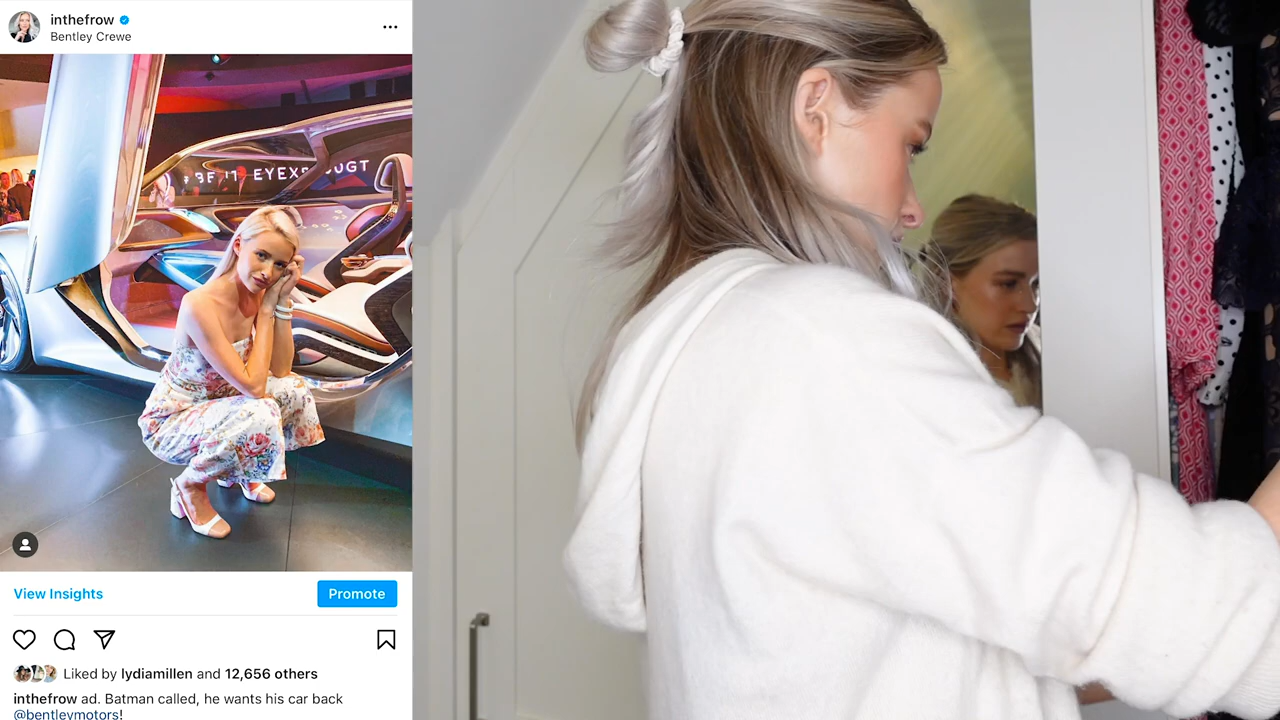 inthefrow
Bentley Crewe
View Insights
Promote
Liked by lydiamillen and 12,656 others
inthefrow ad. Batman called, he wants his car back
@bentleymotors!